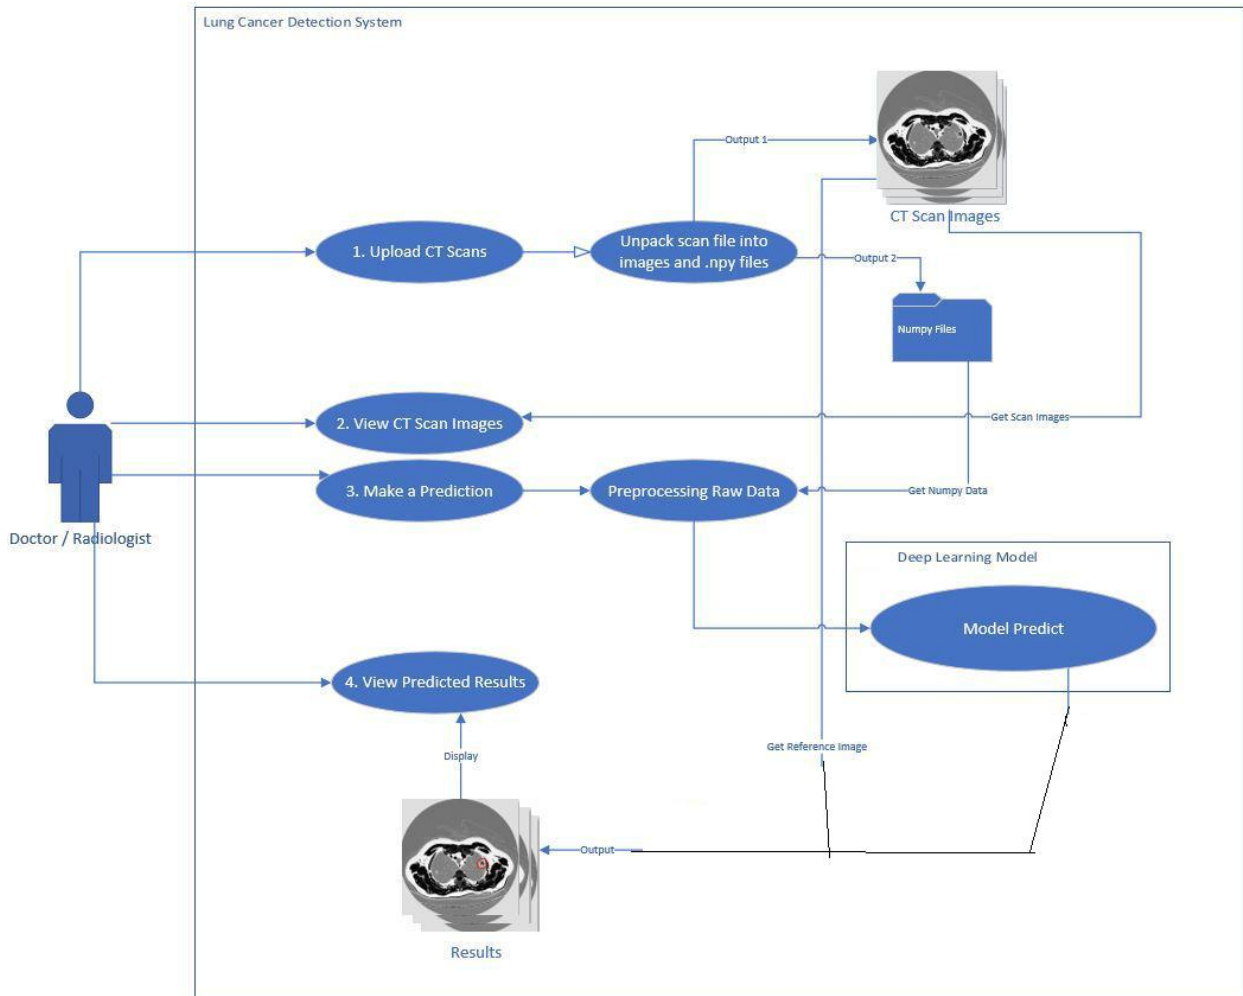 Lung Cancer Detection System
Output 1
CT Scan Images
1. Upload CT Scans
Unpack scan file into
images and .npy files
Output 2
Numpy Files
2. View CT Scan Images
Get Scan Images
3. Make a Prediction
Preprocessing Raw Data
Get Numpy Data
Doctor / Radiologist
Deep Learning Model
Model Predict
4. View Predicted Results
Get Reference Image
Display
Output
Results